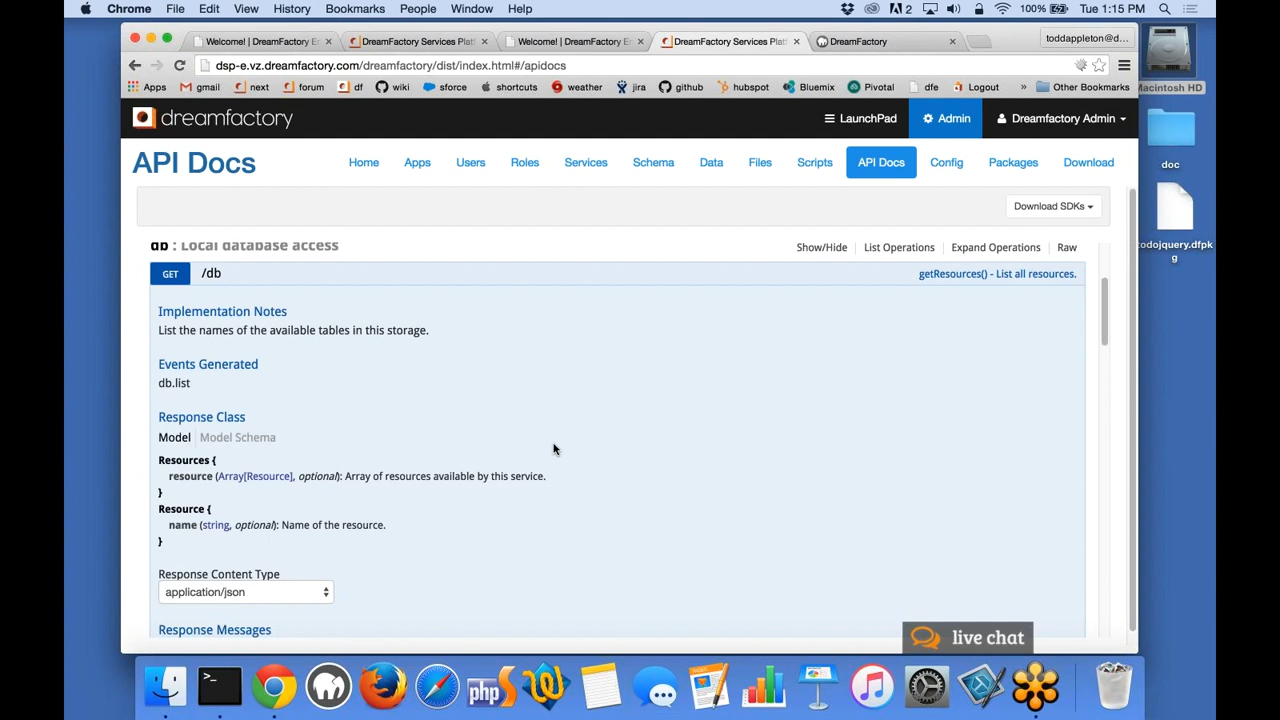 Chrome File Edit View History Bookmarks People Window Help 2 100% Tue 1:15 PM
Welcome! | DreamFactory E × DreamFactory Services Plat × Welcome! | DreamFactory E × DreamFactory Services Plat × DreamFactory × toddappleton@d...
dsp-e.vz.dreamfactory.com/dreamfactory/dist/index.html#/apidocs
Apps gmail next forum df wiki sforce shortcuts weather jira github hubspot Bluemix Pivotal dfe Logout » Other Bookmarks
Macintosh HD
dreamfactory LaunchPad Admin Dreamfactory Admin
API Docs Home Apps Users Roles Services Schema Data Files Scripts API Docs Config Packages Download
doc
Download SDKs
todojquery.dfpk
g
db : Local database access Show/Hide List Operations Expand Operations Raw
GET /db getResources() - List all resources.
Implementation Notes
List the names of the available tables in this storage.
Events Generated
db.list
Response Class
Model Model Schema
Resources {
resource (Array[Resource], optional): Array of resources available by this service.
}
Resource {
name (string, optional): Name of the resource.
}
Response Content Type
application/json
Response Messages
live chat
>_
php S